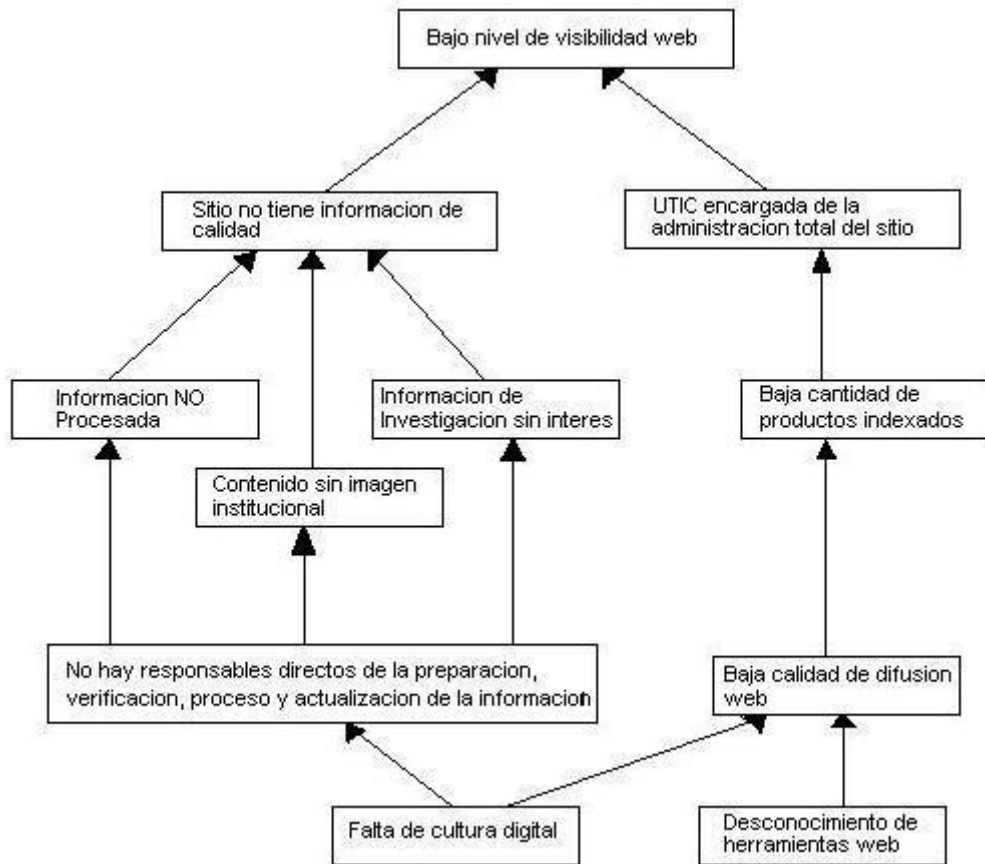 Bajo nivel de visibilidad web
Sitio no tiene informacion de
calidad
UTIC encargada de la
administracion total del sitio
Informacion NO
Procesada
Informacion de
Investigacion sin interes
Baja cantidad de
productos indexados
Contenido sin imagen
institucional
No hay responsables directos de la preparacion,
verificacion, proceso y actualizacion de la informacion
Baja calidad de difusion
web
Falta de cultura digital
Desconocimiento de
herramientas web